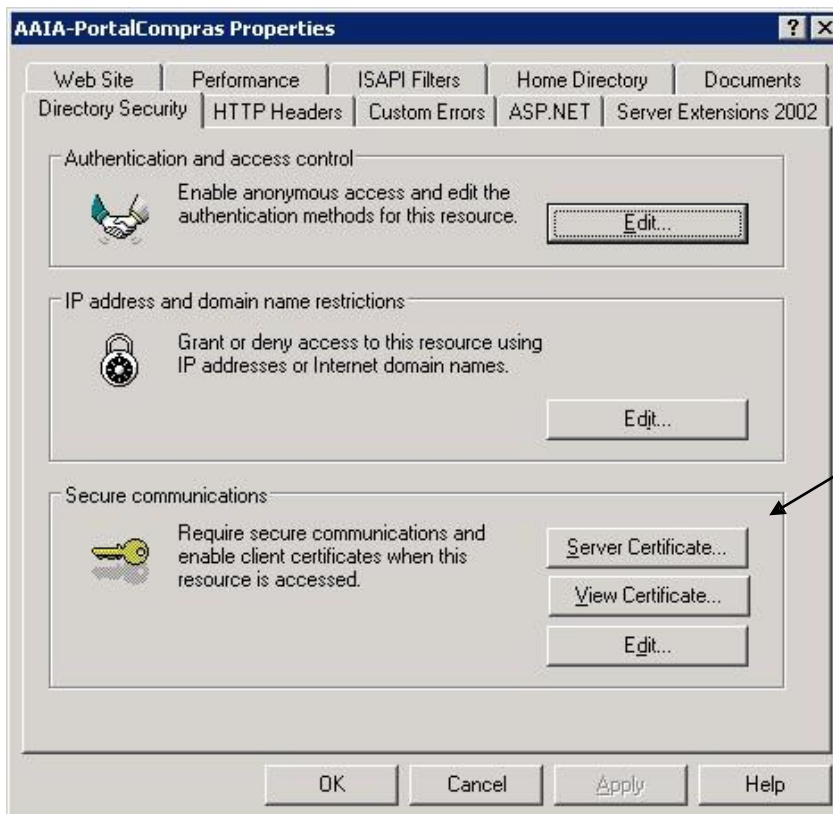 AAIA-PortalCompras Properties
Web Site Performance ISAPI Filters Home Directory Documents
Directory Security HTTP Headers Custom Errors ASP.NET Server Extensions 2002
Authentication and access control
Enable anonymous access and edit the
authentication methods for this resource.
Edit...
IP address and domain name restrictions
Grant or deny access to this resource using
IP addresses or Internet domain names.
Edit...
Secure communications
Require secure communications and
enable client certificates when this
resource is accessed.
Server Certificate...
View Certificate...
Edit...
OK Cancel Apply Help